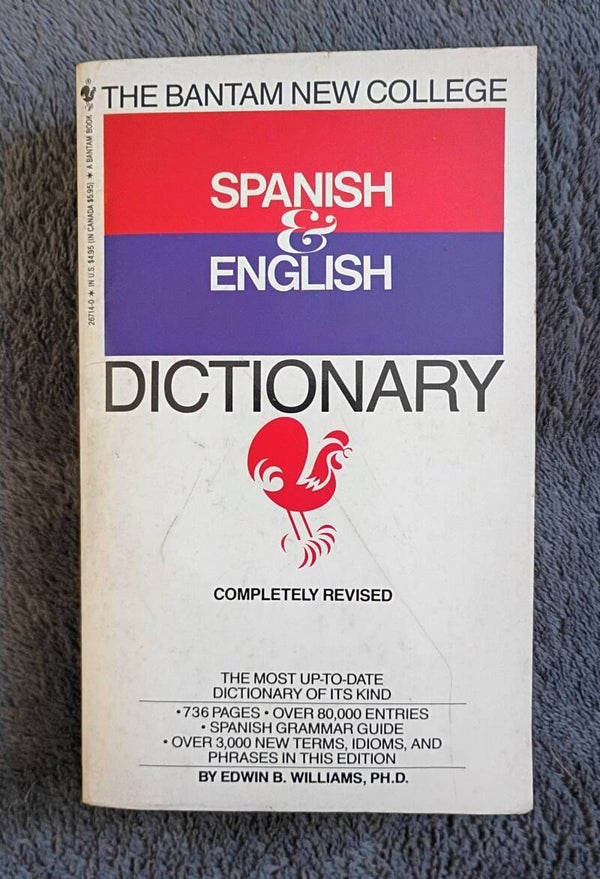 THE BANTAM NEW COLLEGE
SPANISH
&
ENGLISH
DICTIONARY
COMPLETELY REVISED
THE MOST UP-TO-DATE
DICTIONARY OF ITS KIND
•736 PAGES • OVER 80,000 ENTRIES
• SPANISH GRAMMAR GUIDE
• OVER 3,000 NEW TERMS, IDIOMS, AND
PHRASES IN THIS EDITION
BY EDWIN B. WILLIAMS, PH.D.
26714-0 * IN U.S. $4.95 (IN CANADA $5.95) * A BANTAM BOOK
®